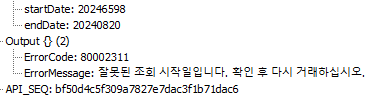 startDate: 20246598
endDate: 20240820
Output {} (2)
ErrorCode: 80002311
ErrorMessage: 잘못된 조회 시작일입니다. 확인 후 다시 거래하십시오.
API_SEQ: bf50d4c5f309a7827e7dac3f1b71dac6